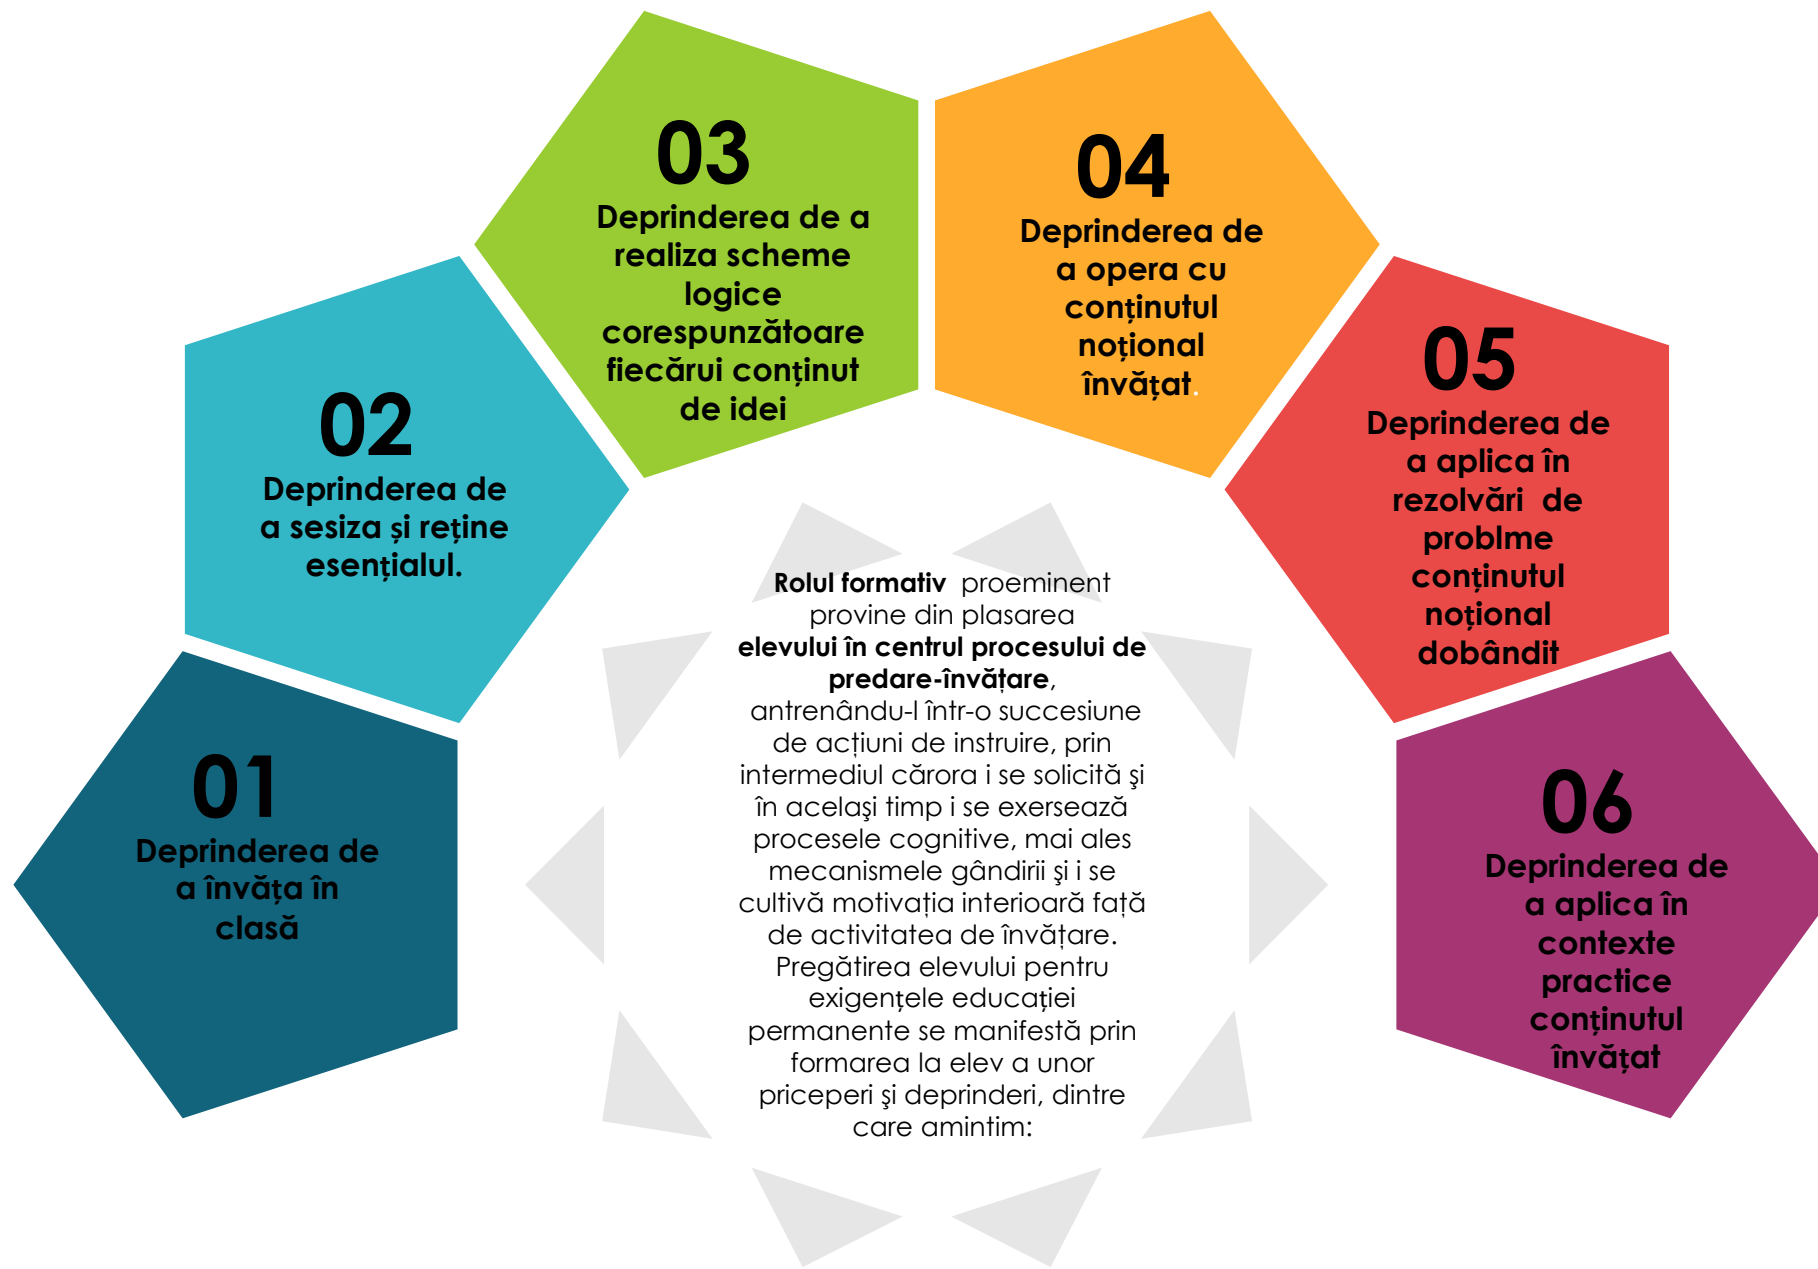 01
Deprinderea de
a învăța în
clasă
02
Deprinderea de
a sesiza și reține
esențialul.
03
Deprinderea de a
realiza scheme
logice
corespunzătoare
fiecărui conținut
de idei
04
Deprinderea de
a opera cu
conținutul
noțional
învățat.
05
Deprinderea de
a aplica în
rezolvări  de
problme
conținutul
noțional
dobândit
06
Deprinderea de
a aplica în
contexte
practice
conținutul
învățat
Rolul formativ  proeminent
provine din plasarea
elevului în centrul procesului de
predare-învățare,
antrenându-l într-o succesiune
de acțiuni de instruire, prin
intermediul cărora i se solicită şi
în acelaşi timp i se exersează
procesele cognitive, mai ales
mecanismele gândirii şi i se
cultivă motivația interioară față
de activitatea de învățare.
Pregătirea elevului pentru
exigențele educației
permanente se manifestă prin
formarea la elev a unor
priceperi şi deprinderi, dintre
care amintim: